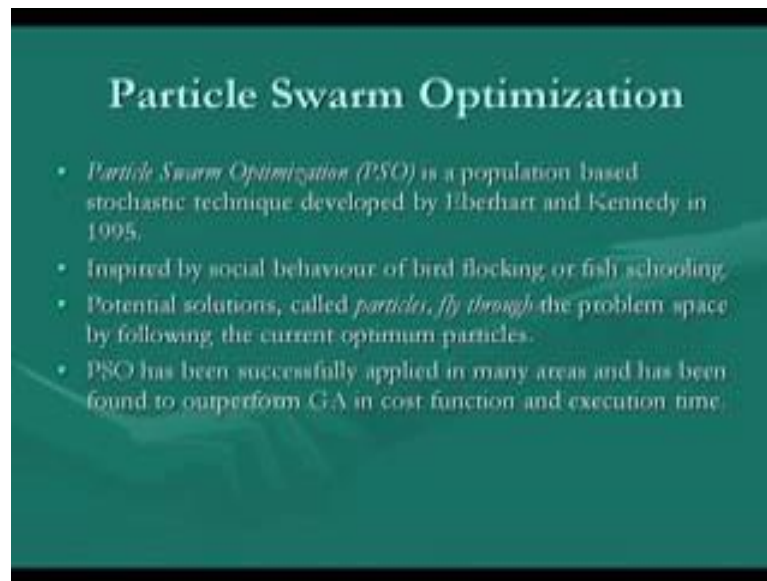 Particle Swarm Optimization
• Particle Swarm Optimization (PSO) is a population based
stochastic technique developed by Eberhart and Kennedy in
1995.
• Inspired by social behaviour of bird flocking or fish schooling.
• Potential solutions, called particles, fly through the problem space
by following the current optimum particles.
• PSO has been successfully applied in many areas and has been
found to outperform GA in cost function and execution time.